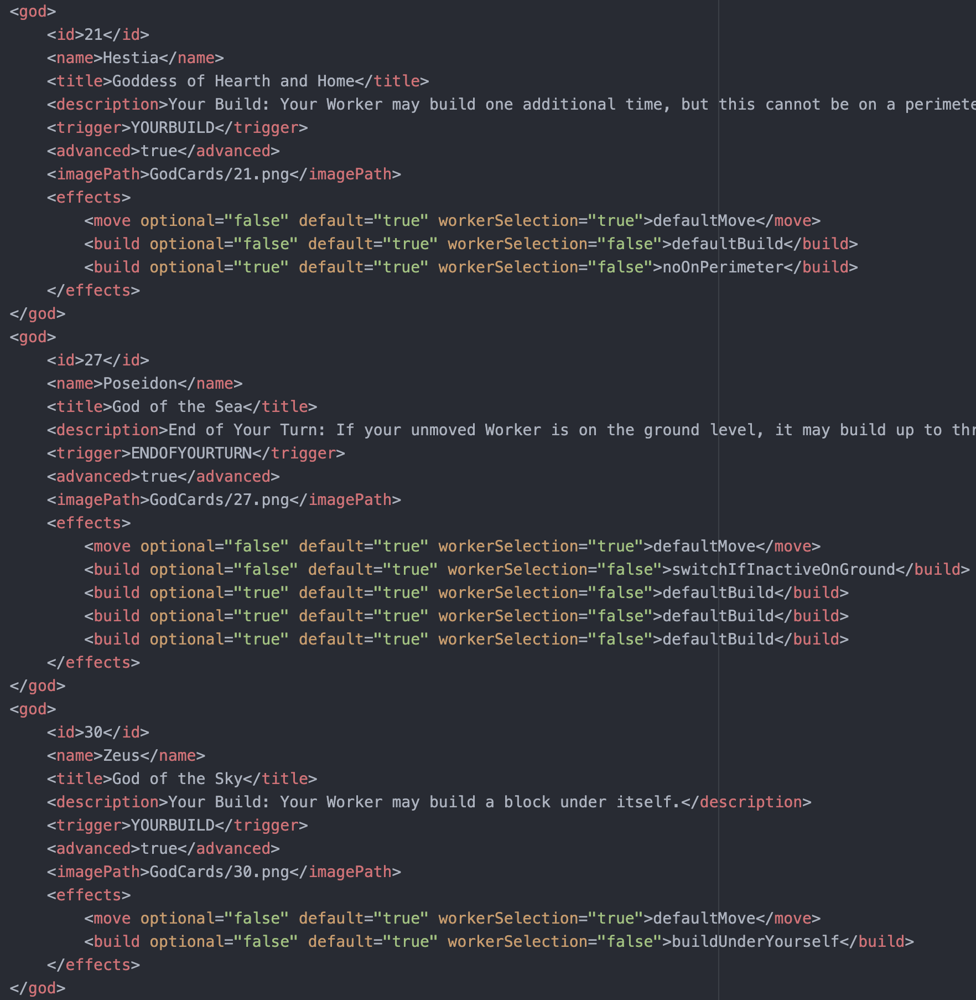 <god>
    <id>21</id>
    <name>Hestia</name>
    <title>Goddess of Hearth and Home</title>
    <description>Your Build: Your Worker may build one additional time, but this cannot be on a
    <trigger>YOURBUILD</trigger>
    <advanced>true</advanced>
    <imagePath>GodCards/21.png</imagePath>
    <effects>
        <move optional="false" default="true" workerSelection="true">defaultMove</move>
        <build optional="false" default="true" workerSelection="false">defaultBuild</build>
        <build optional="true" default="true" workerSelection="false">noOnPerimeter</build>
    </effects>
</god>
<god>
    <id>27</id>
    <name>Poseidon</name>
    <title>God of the Sea</title>
    <description>End of Your Turn: If your unmoved Worker is on the ground level, it may build up to
    <trigger>ENDOFYOURTURN</trigger>
    <advanced>true</advanced>
    <imagePath>GodCards/27.png</imagePath>
    <effects>
        <move optional="false" default="true" workerSelection="true">defaultMove</move>
        <build optional="false" default="true" workerSelection="false">switchIfInactiveOnGround</build>
        <build optional="true" default="true" workerSelection="false">defaultBuild</build>
        <build optional="true" default="true" workerSelection="false">defaultBuild</build>
        <build optional="true" default="true" workerSelection="false">defaultBuild</build>
    </effects>
</god>
<god>
    <id>30</id>
    <name>Zeus</name>
    <title>God of the Sky</title>
    <description>Your Build: Your Worker may build a block under itself.</description>
    <trigger>YOURBUILD</trigger>
    <advanced>true</advanced>
    <imagePath>GodCards/30.png</imagePath>
    <effects>
        <move optional="false" default="true" workerSelection="true">defaultMove</move>
        <build optional="false" default="true" workerSelection="false">buildUnderYourself</build>
    </effects>
</god>